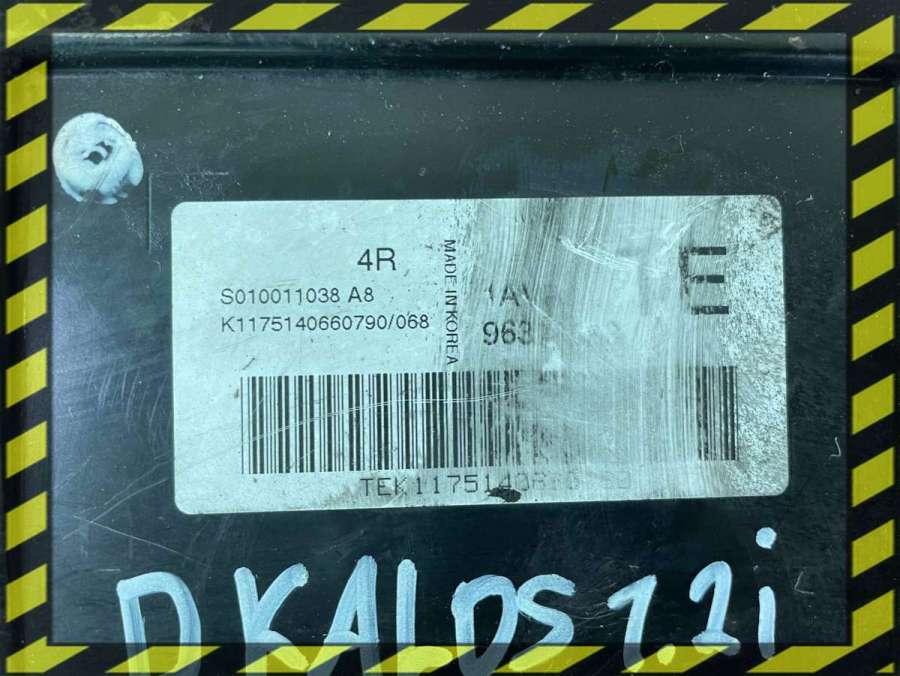 4R
MADE IN KOREA
S010011038 A8
K1175140660790/068
D KALOS 1.2i